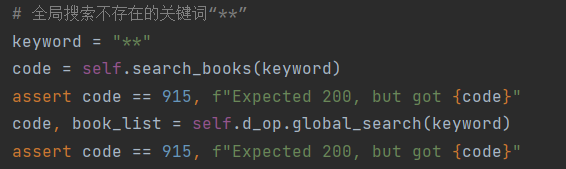 # 全局搜索不存在的关键词“**”
keyword = "**"
code = self.search_books(keyword)
assert code == 915, f"Expected 200, but got {code}"
code, book_list = self.d_op.global_search(keyword)
assert code == 915, f"Expected 200, but got {code}"